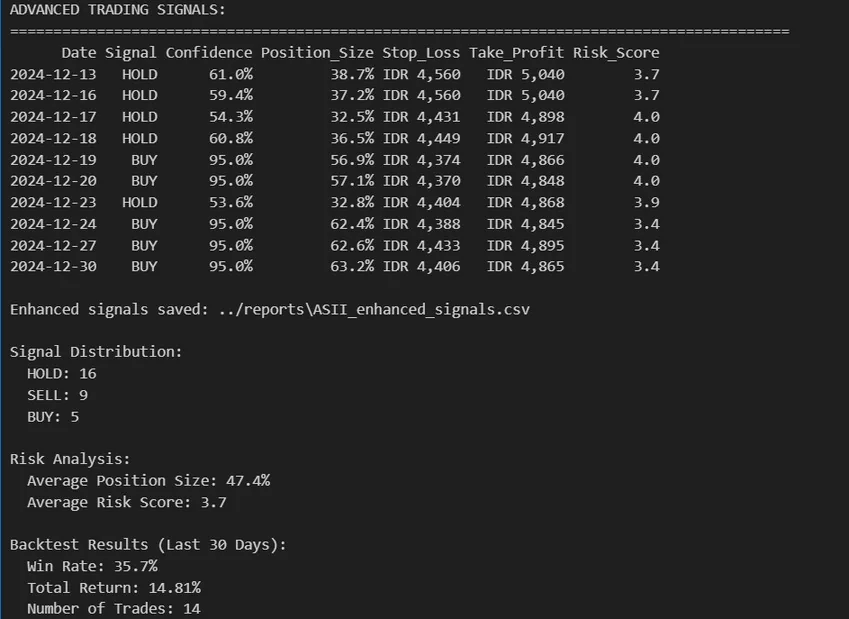 ADVANCED TRADING SIGNALS:
==========================================================================================
Date Signal Confidence Position_Size Stop_Loss Take_Profit Risk_Score
2024-12-13 HOLD 61.0% 38.7% IDR 4,560 IDR 5,040 3.7
2024-12-16 HOLD 59.4% 37.2% IDR 4,560 IDR 5,040 3.7
2024-12-17 HOLD 54.3% 32.5% IDR 4,431 IDR 4,898 4.0
2024-12-18 HOLD 60.8% 36.5% IDR 4,449 IDR 4,917 4.0
2024-12-19 BUY 95.0% 56.9% IDR 4,374 IDR 4,866 4.0
2024-12-20 BUY 95.0% 57.1% IDR 4,370 IDR 4,848 4.0
2024-12-23 HOLD 53.6% 32.8% IDR 4,404 IDR 4,868 3.9
2024-12-24 BUY 95.0% 62.4% IDR 4,388 IDR 4,845 3.4
2024-12-27 BUY 95.0% 62.6% IDR 4,433 IDR 4,895 3.4
2024-12-30 BUY 95.0% 63.2% IDR 4,406 IDR 4,865 3.4
Enhanced signals saved: ../reports\ASII_enhanced_signals.csv
Signal Distribution:
HOLD: 16
SELL: 9
BUY: 5
Risk Analysis:
Average Position Size: 47.4%
Average Risk Score: 3.7
Backtest Results (Last 30 Days):
Win Rate: 35.7%
Total Return: 14.81%
Number of Trades: 14